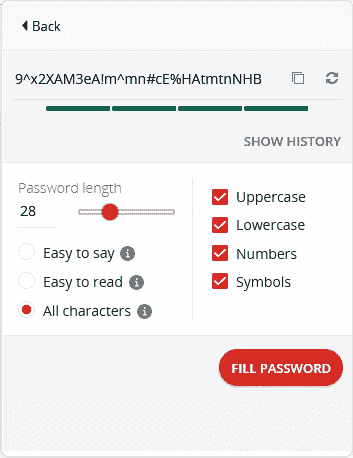 Back
9^x2XAM3eA!m^mn#cE%HAtmtnNHB
SHOW HISTORY
Password length
28
Easy to say
Easy to read
All characters
Uppercase
Lowercase
Numbers
Symbols
FILL PASSWORD